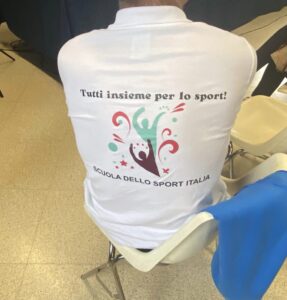 Tutti insieme per lo sport!
SCUOLA DELLO SPORT ITALIA